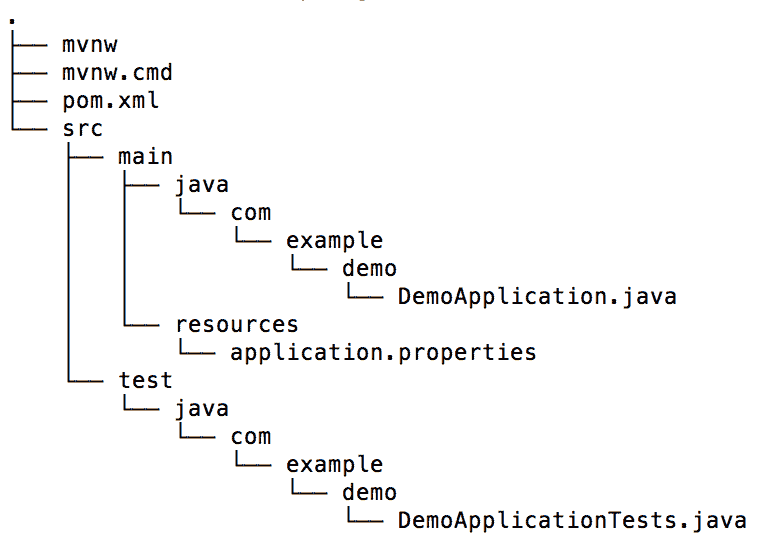 .
├── mvnw
├── mvnw.cmd
├── pom.xml
└── src
    ├── main
    │   ├── java
    │   │   └── com
    │   │       └── example
    │   │           └── demo
    │   │               └── DemoApplication.java
    │   └── resources
    │       └── application.properties
    └── test
        └── java
            └── com
                └── example
                    └── demo
                        └── DemoApplicationTests.java